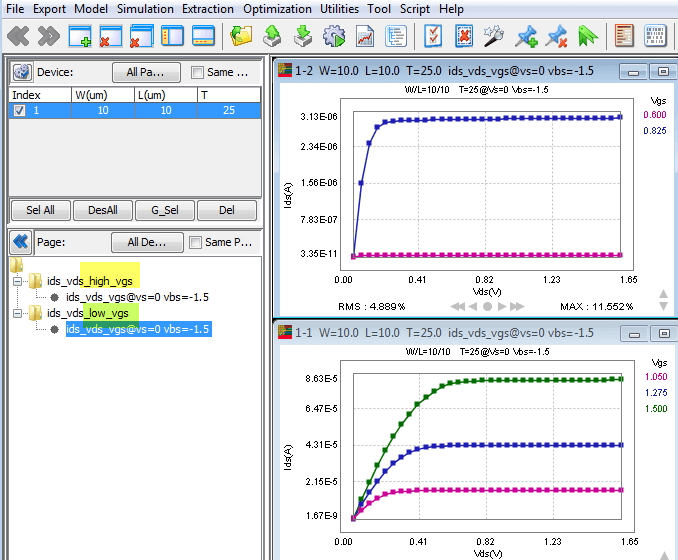 File Export Model Simulation Extraction Optimization Utilities Tool Script Help
Device: All Pa... Same ...
Index W(um) L(um) T
1 10 10 25
Sel All DesAll G_Sel Del
Page: All De... Same P...
ids_vds_high_vgs
ids_vds_vgs@vs=0 vbs=-1.5
ids_vds_low_vgs
ids_vds_vgs@vs=0 vbs=-1.5
1-2 W=10.0 L=10.0 T=25.0 ids_vds_vgs@vs=0 vbs=-1.5
W/L=10/10 T=25@Vs=0 Vbs=-1.5
Vgs
0.600
0.825
3.13E-06
2.34E-06
1.56E-06
7.83E-07
3.35E-11
Ids(A)
0.00 0.41 0.82 1.23 1.65
Vds(V)
RMS : 4.889% MAX : 11.552%
1-1 W=10.0 L=10.0 T=25.0 ids_vds_vgs@vs=0 vbs=-1.5
W/L=10/10 T=25@Vs=0 Vbs=-1.5
Vgs
1.050
1.275
1.500
8.63E-5
6.47E-5
4.31E-5
2.15E-5
1.67E-9
Ids(A)
0.00 0.41 0.82 1.23 1.65
Vds(V)